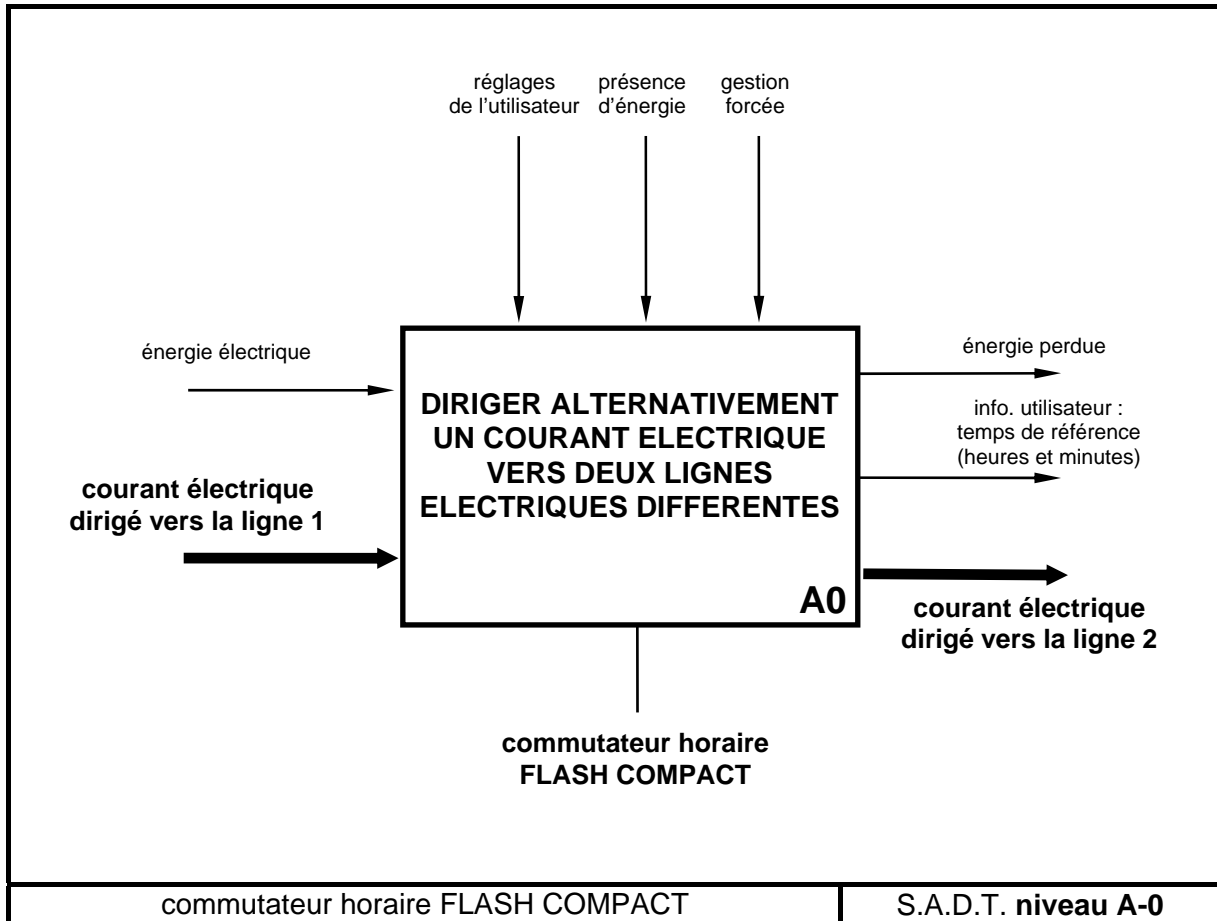 réglages
de l'utilisateur
présence
d'énergie
gestion
forcée
énergie électrique
courant électrique
dirigé vers la ligne 1
DIRIGER ALTERNATIVEMENT
UN COURANT ELECTRIQUE
VERS DEUX LIGNES
ELECTRIQUES DIFFERENTES
A0
énergie perdue
info. utilisateur :
temps de référence
(heures et minutes)
courant électrique
dirigé vers la ligne 2
commutateur horaire
FLASH COMPACT
commutateur horaire FLASH COMPACT
S.A.D.T. niveau A-0